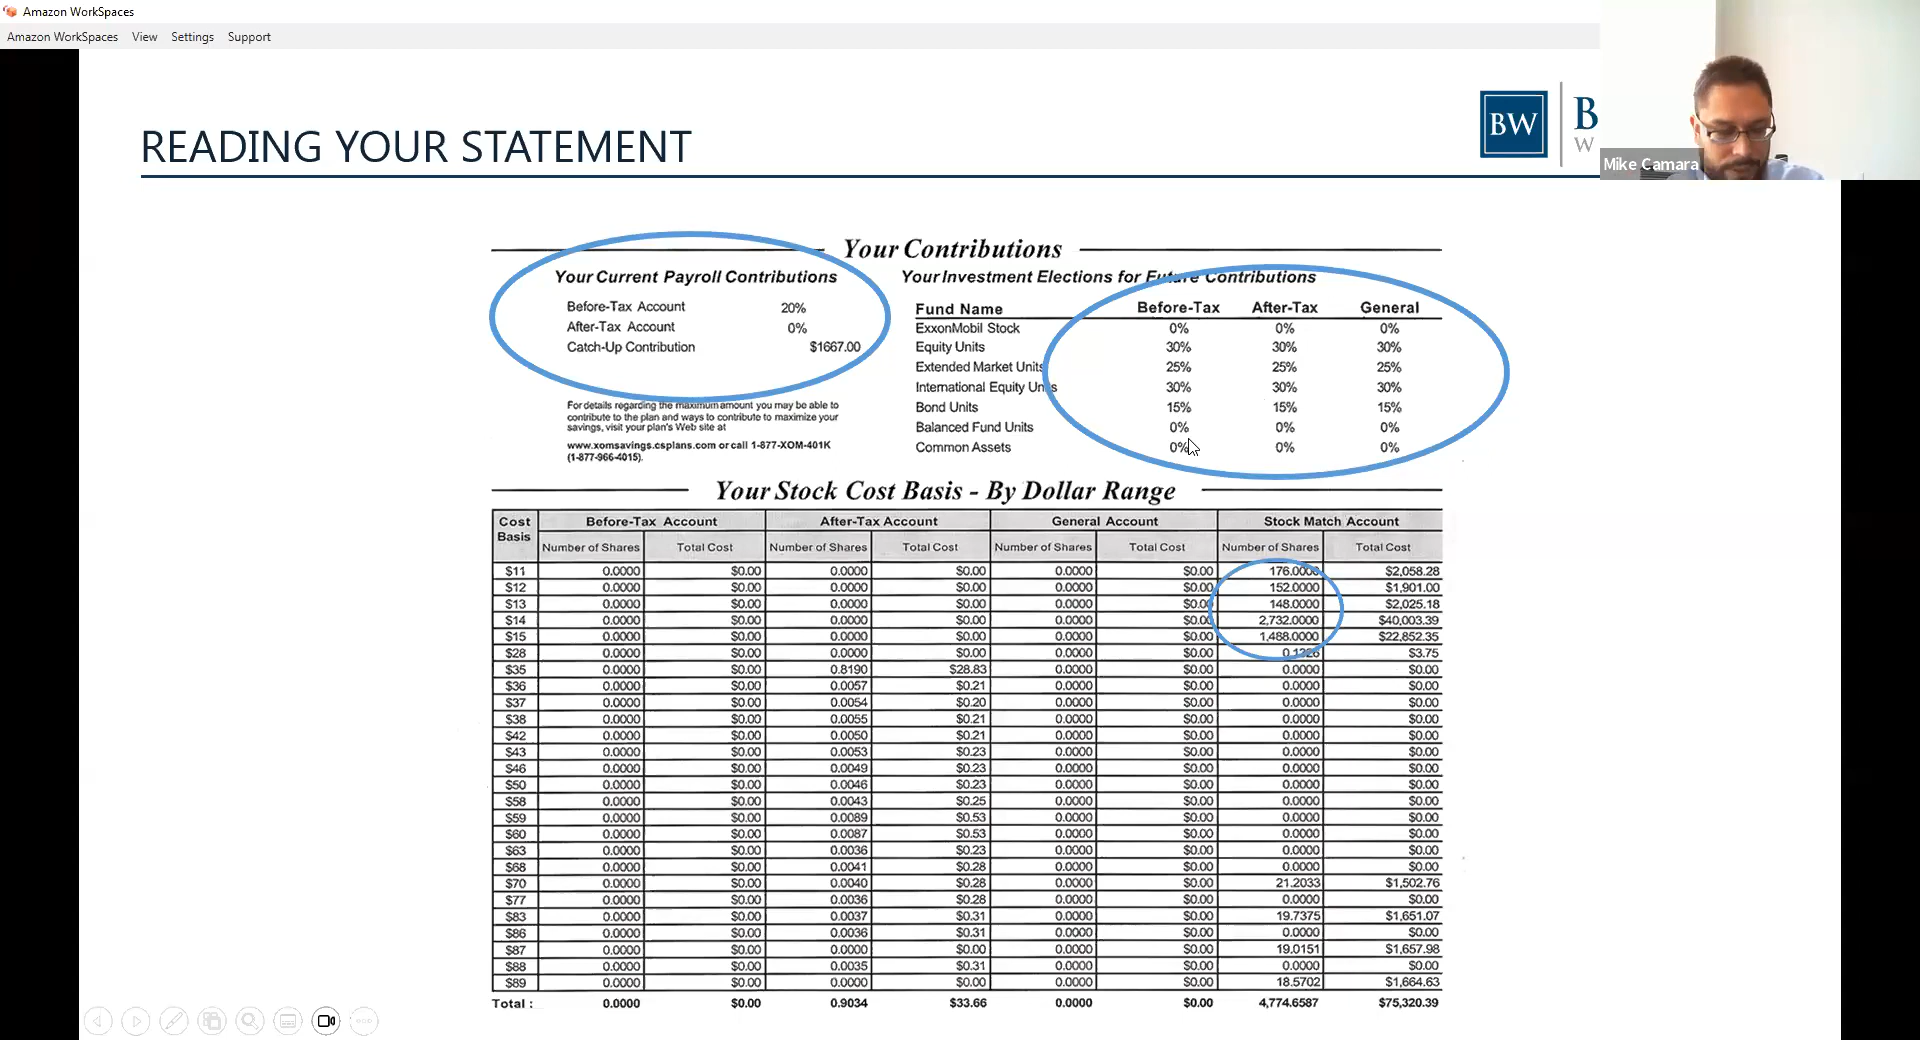 Amazon WorkSpaces
Amazon WorkSpaces View Settings Support
READING YOUR STATEMENT
BW
B
W
Mike Camara
Your Contributions
Your Current Payroll Contributions
Before-Tax Account 20%
After-Tax Account 0%
Catch-Up Contribution $1667.00
For details regarding the maximum amount you may be able to
contribute to the plan and ways to contribute to maximize your
savings, visit your plan's Web site at
www.xomsavings.csplans.com or call 1-877-XOM-401K
(1-877-966-4015).
Your Investment Elections for Future Contributions
Fund Name Before-Tax After-Tax General
ExxonMobil Stock 0% 0% 0%
Equity Units 30% 30% 30%
Extended Market Units 25% 25% 25%
International Equity Units 30% 30% 30%
Bond Units 15% 15% 15%
Balanced Fund Units 0% 0% 0%
Common Assets 0% 0% 0%
Your Stock Cost Basis - By Dollar Range
Cost Basis Before-Tax Account After-Tax Account General Account Stock Match Account
Number of Shares Total Cost Number of Shares Total Cost Number of Shares Total Cost Number of Shares Total Cost
$11 0.0000 $0.00 0.0000 $0.00 0.0000 $0.00 176.0000 $2,058.28
$12 0.0000 $0.00 0.0000 $0.00 0.0000 $0.00 152.0000 $1,901.00
$13 0.0000 $0.00 0.0000 $0.00 0.0000 $0.00 148.0000 $2,025.18
$14 0.0000 $0.00 0.0000 $0.00 0.0000 $0.00 2,732.0000 $40,003.39
$15 0.0000 $0.00 0.0000 $0.00 0.0000 $0.00 1,488.0000 $22,852.35
$28 0.0000 $0.00 0.0000 $0.00 0.0000 $0.00 0.1326 $3.75
$35 0.0000 $0.00 0.8190 $28.83 0.0000 $0.00 0.0000 $0.00
$36 0.0000 $0.00 0.0057 $0.21 0.0000 $0.00 0.0000 $0.00
$37 0.0000 $0.00 0.0054 $0.20 0.0000 $0.00 0.0000 $0.00
$38 0.0000 $0.00 0.0055 $0.21 0.0000 $0.00 0.0000 $0.00
$42 0.0000 $0.00 0.0050 $0.21 0.0000 $0.00 0.0000 $0.00
$43 0.0000 $0.00 0.0053 $0.23 0.0000 $0.00 0.0000 $0.00
$46 0.0000 $0.00 0.0049 $0.23 0.0000 $0.00 0.0000 $0.00
$50 0.0000 $0.00 0.0046 $0.23 0.0000 $0.00 0.0000 $0.00
$58 0.0000 $0.00 0.0043 $0.25 0.0000 $0.00 0.0000 $0.00
$59 0.0000 $0.00 0.0089 $0.53 0.0000 $0.00 0.0000 $0.00
$60 0.0000 $0.00 0.0087 $0.53 0.0000 $0.00 0.0000 $0.00
$63 0.0000 $0.00 0.0036 $0.23 0.0000 $0.00 0.0000 $0.00
$68 0.0000 $0.00 0.0041 $0.28 0.0000 $0.00 0.0000 $0.00
$70 0.0000 $0.00 0.0040 $0.28 0.0000 $0.00 21.2033 $1,502.76
$77 0.0000 $0.00 0.0036 $0.28 0.0000 $0.00 0.0000 $0.00
$83 0.0000 $0.00 0.0037 $0.31 0.0000 $0.00 19.7375 $1,651.07
$86 0.0000 $0.00 0.0036 $0.31 0.0000 $0.00 0.0000 $0.00
$87 0.0000 $0.00 0.0000 $0.00 0.0000 $0.00 19.0151 $1,657.98
$88 0.0000 $0.00 0.0035 $0.31 0.0000 $0.00 0.0000 $0.00
$89 0.0000 $0.00 0.0000 $0.00 0.0000 $0.00 18.5702 $1,664.63
Total : 0.0000 $0.00 0.9034 $33.66 0.0000 $0.00 4,774.6587 $75,320.39